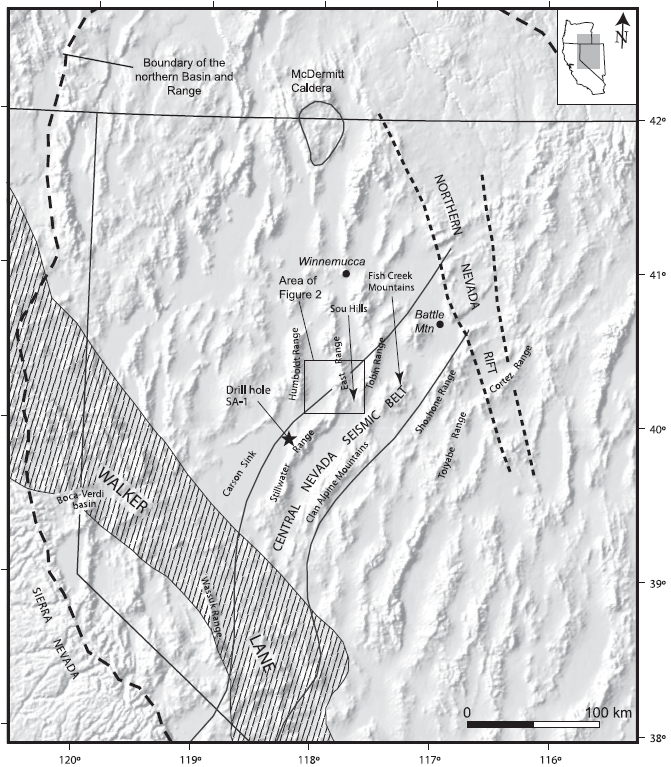 Boundary of the
northern Basin and
Range
McDermitt
Caldera
N
42°
NORTHERN
NEVADA
RIFT
41°
Winnemucca
Area of
Figure 2
Fish Creek
Mountains
Sou Hills
Battle
Mtn
Humboldt Range
East Range
Tobin Range
Cortez Range
Drill hole
SA-1
Shoshone Range
Toiyabe Range
40°
CENTRAL NEVADA SEISMIC BELT
Carson Sink
Stillwater Range
Clan Alpine Mountains
WALKER
LANE
Boca-Verdi
basin
Wassuk Range
39°
SIERRA NEVADA
0 100 km
38°
120° 119° 118° 117° 116°